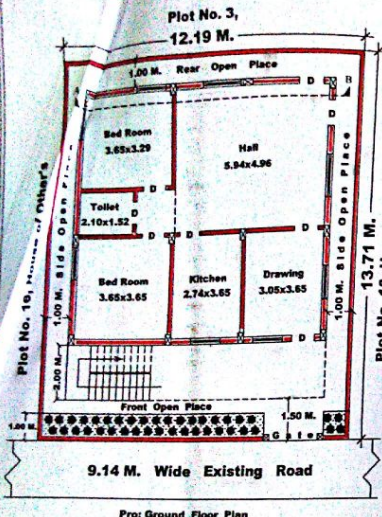 Plot No. 3,
12.19 M.
1.00 M. Rear Open Place
A
D
B
Bed Room
3.65x3.29
Hall
5.94x4.96
D
D
Toilet
2.10x1.52
D
D
D
D
Bed Room
3.65x3.65
Kitchen
2.74x3.65
Drawing
3.05x3.65
D
1.00 M. Side Open Place
1.00 M. Side Open Place
13.71 M.
3.00 M.
Front Open Place
1.00 M.
1.50 M.
Gate
9.14 M. Wide Existing Road
Pro: Ground Floor Plan